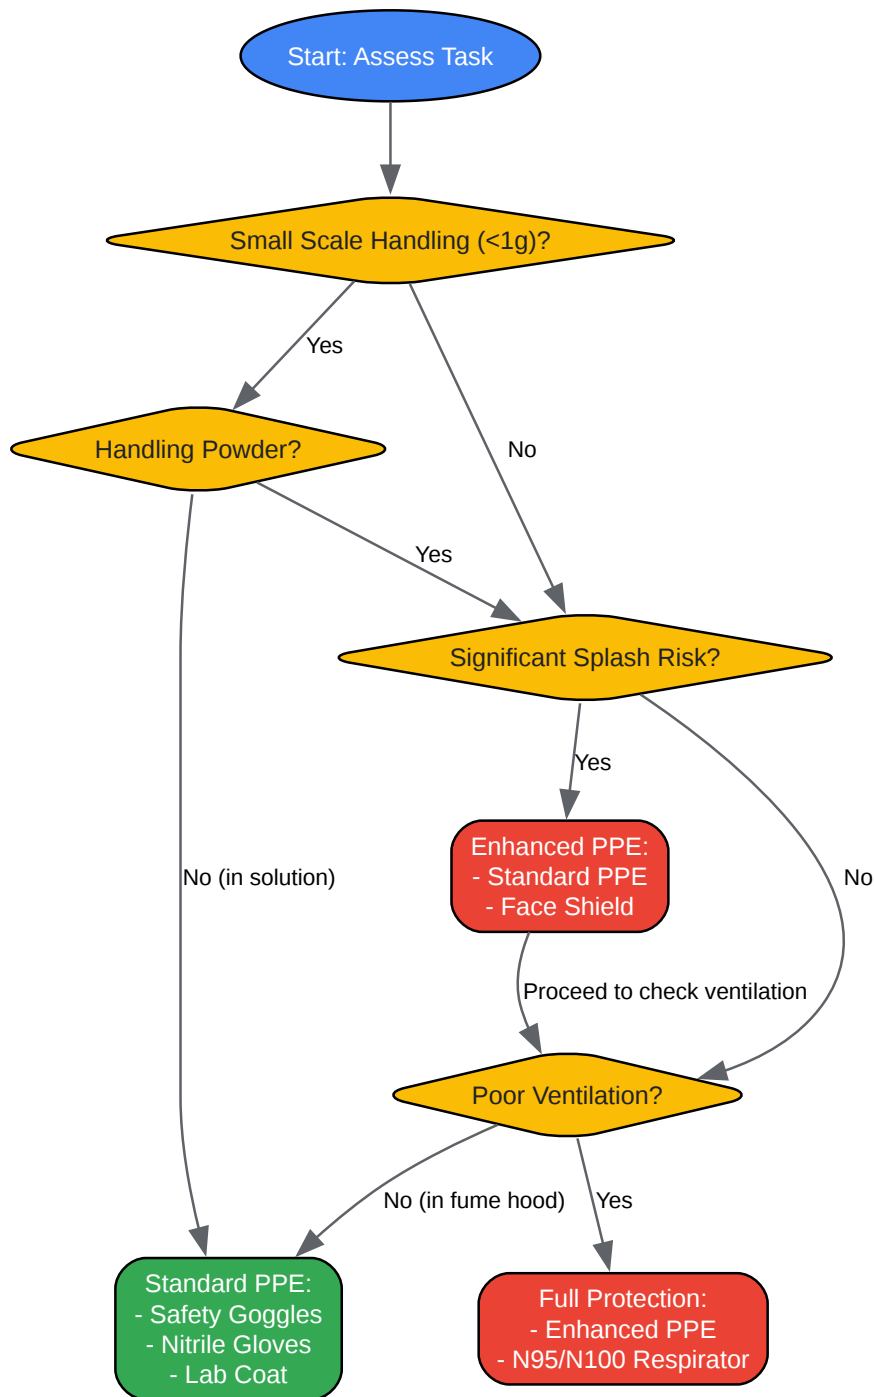 Start: Assess Task
Small Scale Handling (<1g)?
Yes
Handling Powder?
No
Yes
Significant Splash Risk?
Yes
Enhanced PPE:
- Standard PPE
- Face Shield
No (in solution)
No
Proceed to check ventilation
Poor Ventilation?
No (in fume hood)
Yes
Standard PPE:
- Safety Goggles
- Nitrile Gloves
- Lab Coat
Full Protection:
- Enhanced PPE
- N95/N100 Respirator